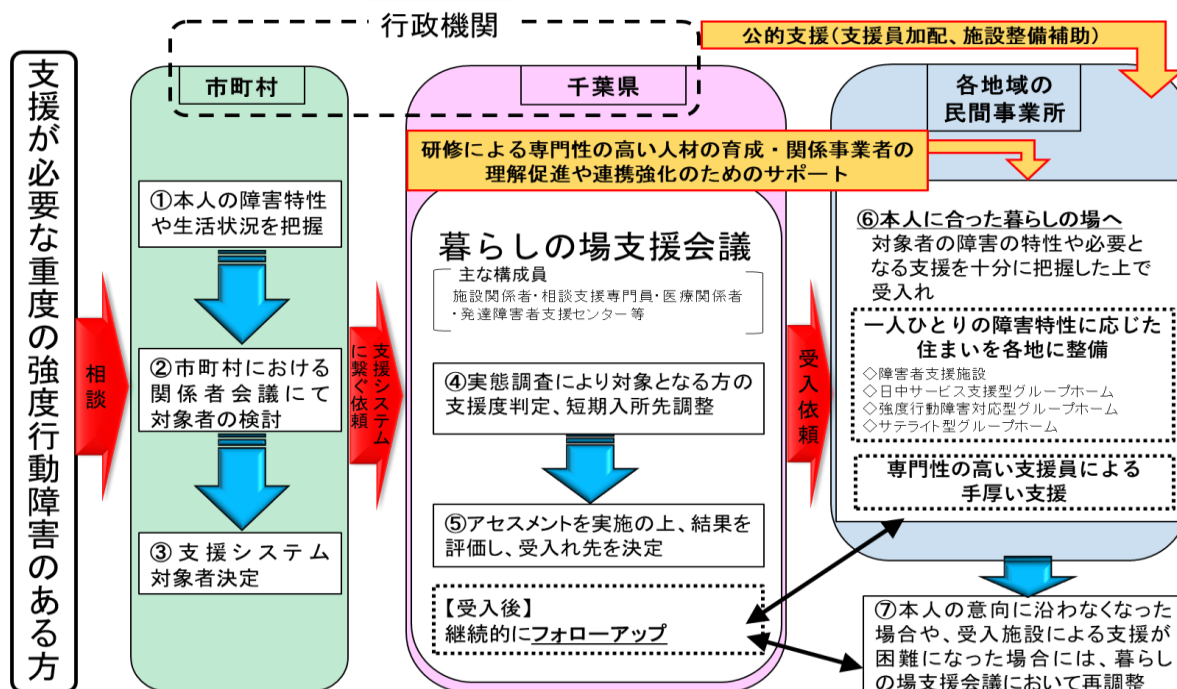 行政機関
公的支援（支援員加配、施設整備補助）
支援が必要な重度の強度行動障害のある方
相談
市町村
①本人の障害特性
や生活状況を把握
②市町村における
関係者会議にて
対象者の検討
③支援システム
対象者決定
支援システム
に繋ぐ依頼
千葉県
研修による専門性の高い人材の育成・関係事業者の
理解促進や連携強化のためのサポート
暮らしの場支援会議
主な構成員
施設関係者・相談支援専門員・医療関係者
・発達障害者支援センター等
④実態調査により対象となる方の
支援度判定、短期入所先調整
⑤アセスメントを実施の上、結果を
評価し、受入れ先を決定
【受入後】
継続的にフォローアップ
受入依頼
各地域の
民間事業所
⑥本人に合った暮らしの場へ
対象者の障害の特性や必要と
なる支援を十分に把握した上で
受入れ
一人ひとりの障害特性に応じた
住まいを各地に整備
◇障害者支援施設
◇日中サービス支援型グループホーム
◇強度行動障害対応型グループホーム
◇サテライト型グループホーム
専門性の高い支援員による
手厚い支援
⑦本人の意向に沿わなくなった
場合や、受入施設による支援が
困難になった場合には、暮らし
の場支援会議において再調整